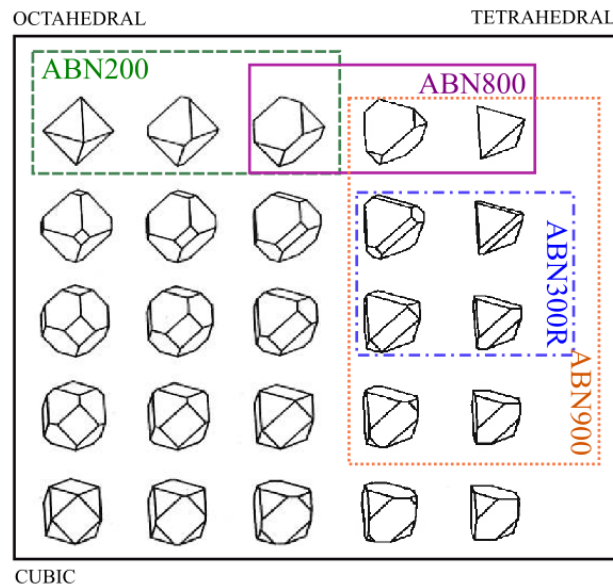 OCTAHEDRAL
TETRAHEDRAL
ABN200
ABN800
ABN300R
ABN900
CUBIC